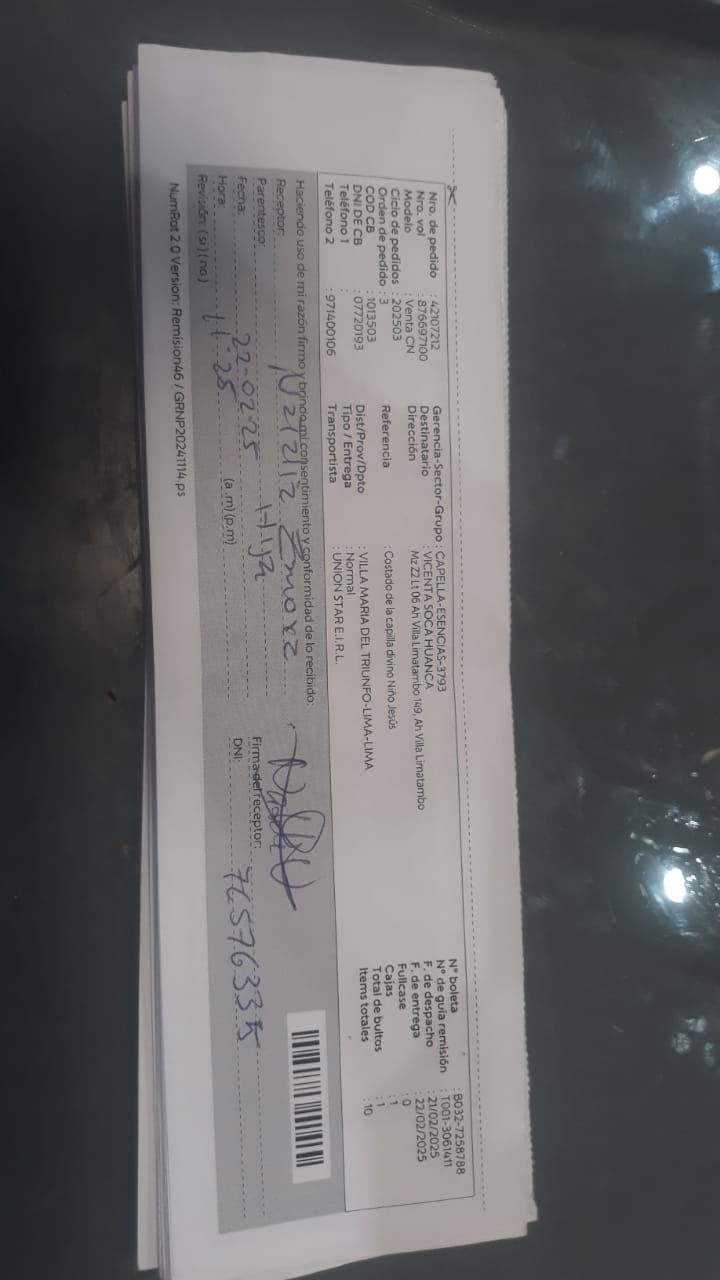 Nro. de pedido : 42107212
Nro. vol : 876697100
Modelo : Venta CN
Ciclo de pedidos : 202503
Orden de pedido : 3
COD CB : 1013503
DNI DE CB : 07720193
Teléfono 1 :
Teléfono 2 : 971400106
Gerencia-Sector-Grupo : CAPELLA-ESENCIAS-3793
Destinatario : VICENTA SOCA HUANCA
Dirección : Mz Z2 Lt 06 Ah Villa Limatambo 149, Ah Villa Limatambo
Referencia : Costado de la capilla divino Niño Jesús
Dist/Prov/Dpto : VILLA MARIA DEL TRIUNFO-LIMA-LIMA
Tipo / Entrega : Normal
Transportista : UNION STAR E.I.R.L.
N° boleta : B032-7258788
N° de guía remisión : T001-3061411
F. de despacho : 21/02/2025
F. de entrega : 22/02/2025
Fullcase : 0
Cajas : 1
Total de bultos : 1
Items totales : 10
Haciendo uso de mi razón firmo y brindo mi consentimiento y conformidad de lo recibido:
Receptor:
Parentesco: Hija
Fecha: 22-02-25
Hora: 11:25 (a .m) (p.m)
Revisión: ( si ) ( no )
Firma del receptor:
DNI: 76576335
NumRot 2.0 Version: Remision46 / GRNP20241114.ps